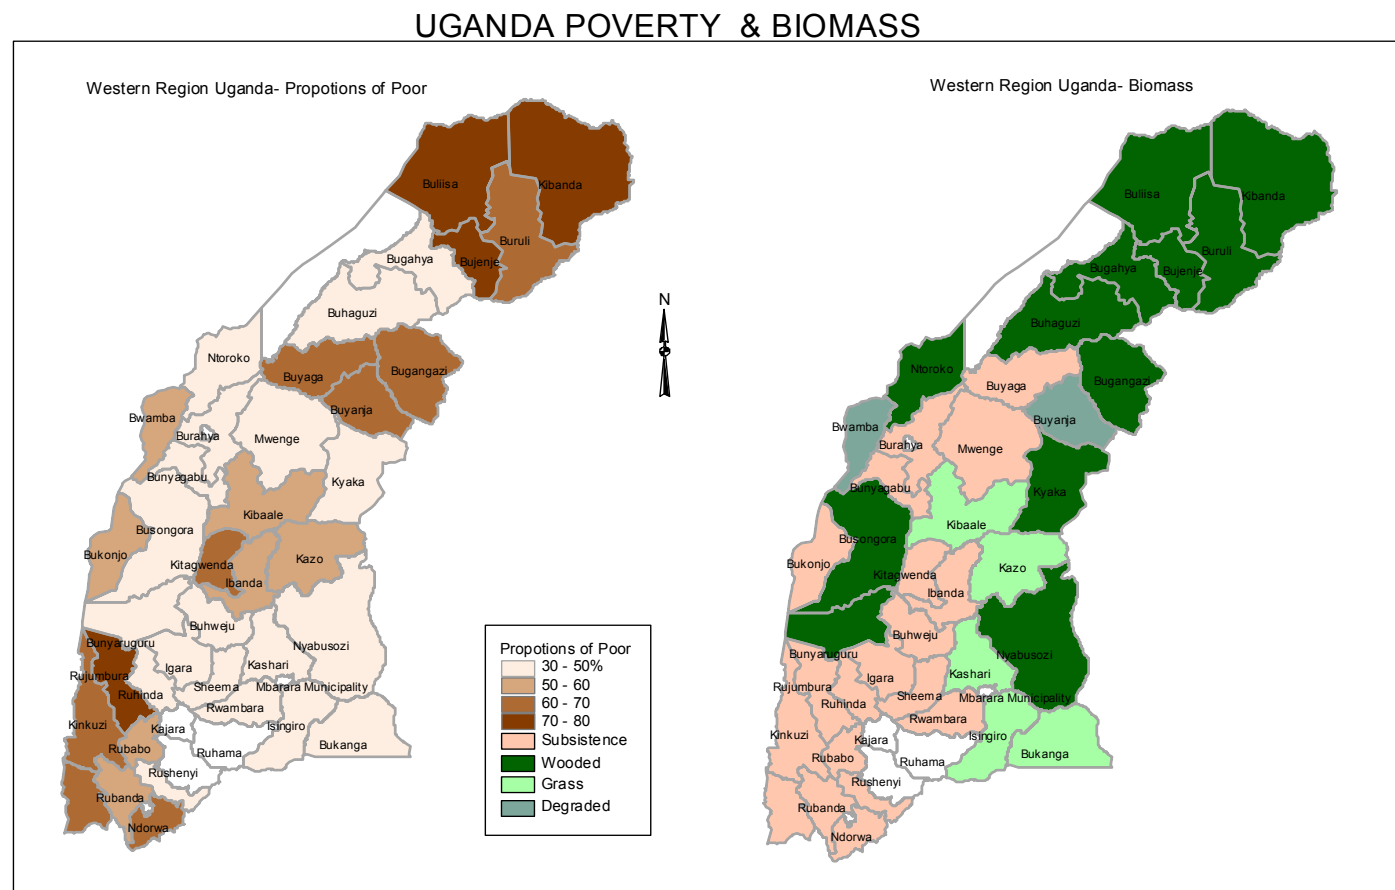 UGANDA POVERTY & BIOMASS
Western Region Uganda- Propotions of Poor
Buliisa
Kibanda
Buruli
Bujenje
Bugahya
Buhaguzi
Ntoroko
Buyaga
Bugangazi
Buyanja
Bwamba
Burahya
Mwenge
Bunyagabu
Kyaka
Kibaale
Busongora
Bukonjo
Kitagwenda
Kazo
Ibanda
Buhweju
Bunyaruguru
Nyabusozi
Rujumbura
Igara
Kashari
Sheema
Mbarara Municipality
Ruhinda
Rwambara
Kinkuzi
Kajara
Isingiro
Bukanga
Rubabo
Ruhama
Rushenyi
Rubanda
Ndorwa
N
Propotions of Poor
30 - 50%
50 - 60
60 - 70
70 - 80
Subsistence
Wooded
Grass
Degraded
Western Region Uganda- Biomass
Buliisa
Kibanda
Buruli
Bugahya
Bujenje
Buhaguzi
Ntoroko
Buyaga
Bugangazi
Buyanja
Bwamba
Burahya
Mwenge
Bunyagabu
Kyaka
Kibaale
Busongora
Bukonjo
Kitagwenda
Kazo
Ibanda
Buhweju
Bunyaruguru
Nyabusozi
Rujumbura
Igara
Kashari
Sheema
Mbarara Municipality
Ruhinda
Rwambara
Kinkuzi
Kajara
Isingiro
Bukanga
Rubabo
Ruhama
Rushenyi
Rubanda
Ndorwa